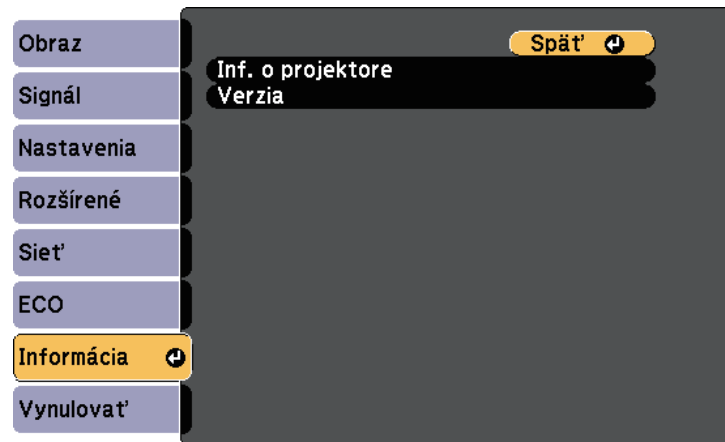 Obraz
Signál
Nastavenia
Rozšírené
Sieť
ECO
Informácia
Vynulovať
Späť
Inf. o projektore
Verzia